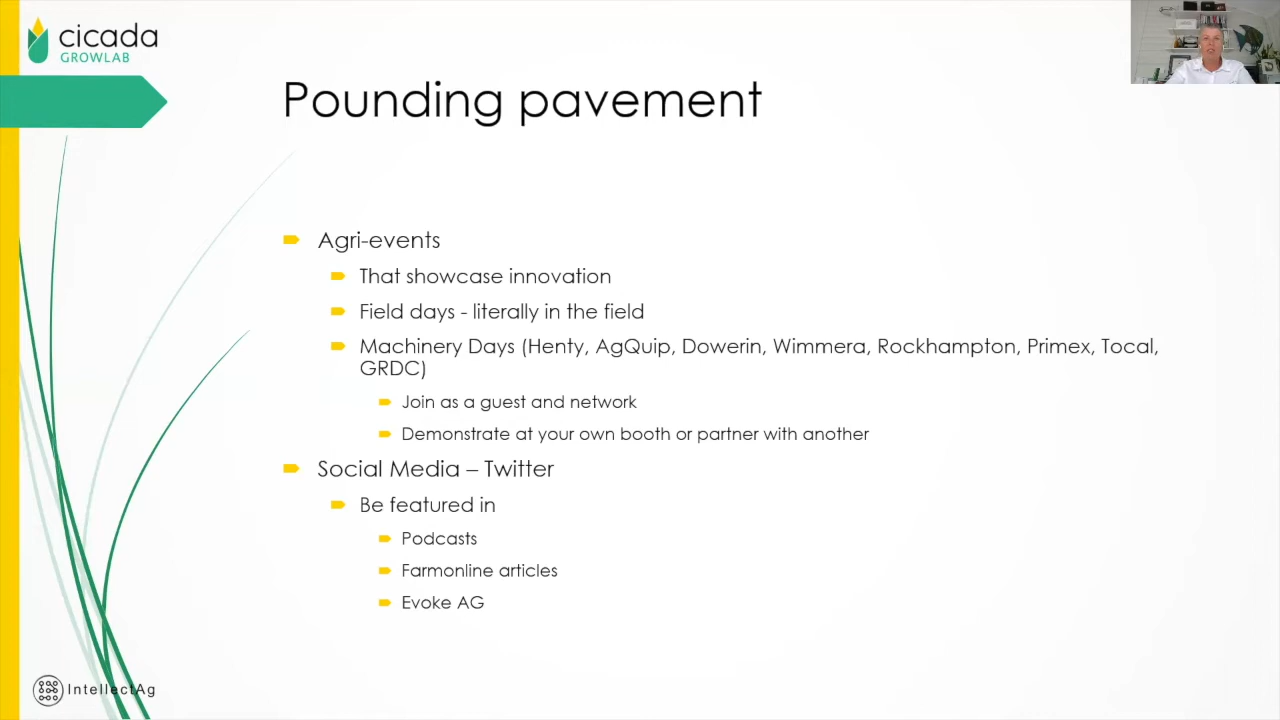 cicada
GROWLAB
Pounding pavement
Agri-events
That showcase innovation
Field days - literally in the field
Machinery Days (Henty, AgQuip, Dowerin, Wimmera, Rockhampton, Primex, Tocal,
GRDC)
Join as a guest and network
Demonstrate at your own booth or partner with another
Social Media – Twitter
Be featured in
Podcasts
Farmonline articles
Evoke AG
IntellectAg